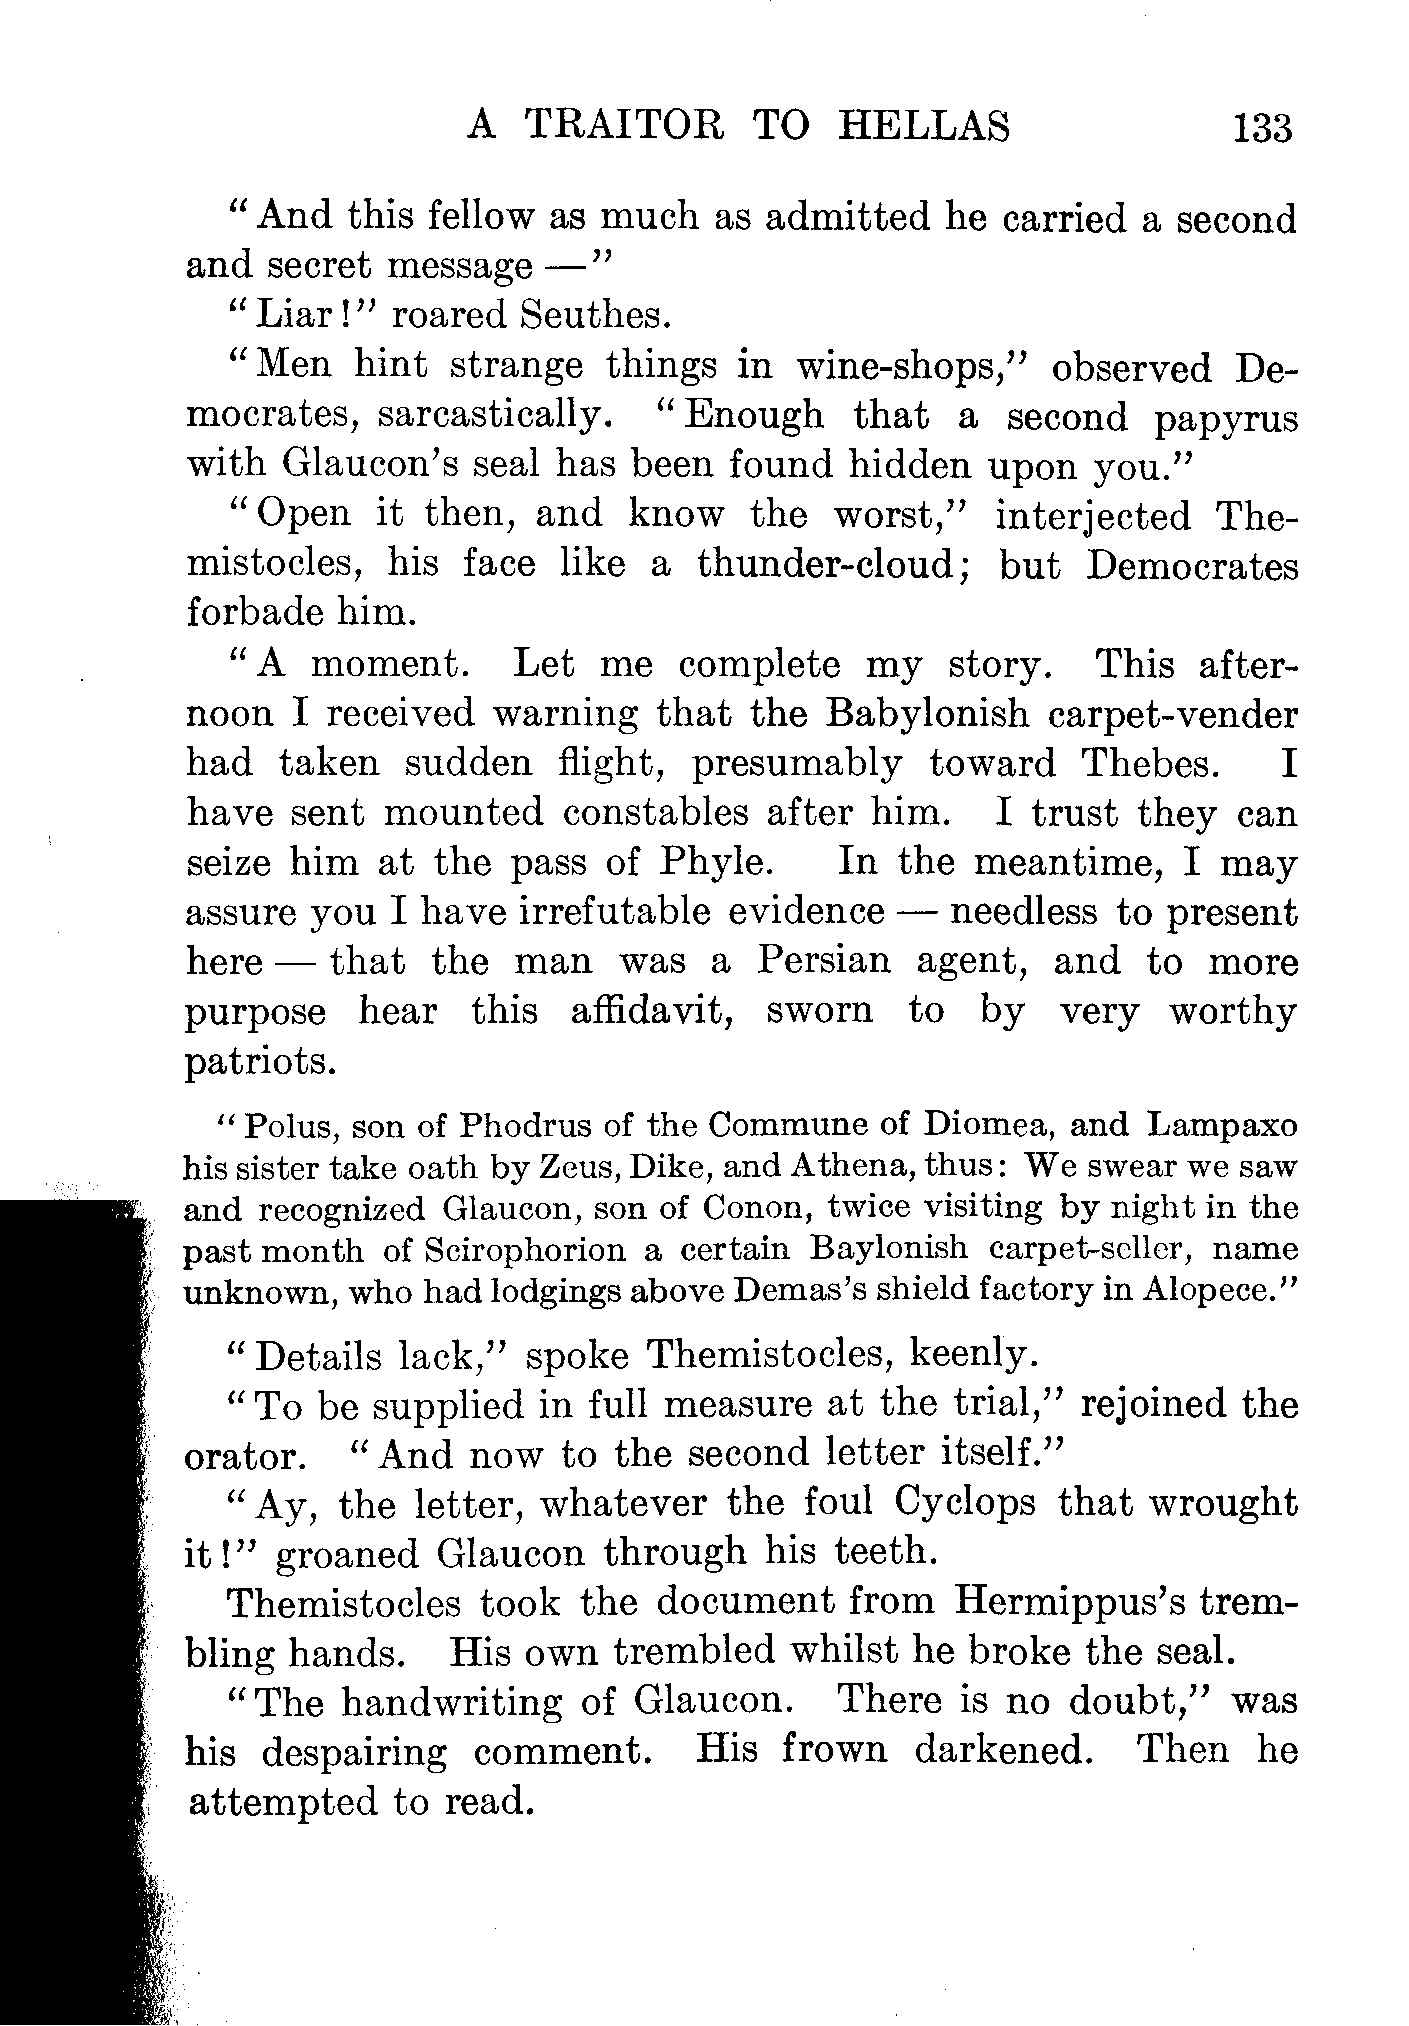 A TRAITOR TO HELLAS 133
"And this fellow as much as admitted he carried a second
and secret message —"
"Liar!" roared Seuthes.
"Men hint strange things in wine-shops," observed De-
mocrates, sarcastically. "Enough that a second papyrus
with Glaucon's seal has been found hidden upon you."
"Open it then, and know the worst," interjected The-
mistocles, his face like a thunder-cloud; but Democrates
forbade him.
"A moment. Let me complete my story. This after-
noon I received warning that the Babylonish carpet-vender
had taken sudden flight, presumably toward Thebes. I
have sent mounted constables after him. I trust they can
seize him at the pass of Phyle. In the meantime, I may
assure you I have irrefutable evidence — needless to present
here — that the man was a Persian agent, and to more
purpose hear this affidavit, sworn to by very worthy
patriots.
"Polus, son of Phodrus of the Commune of Diomea, and Lampaxo
his sister take oath by Zeus, Dike, and Athena, thus: We swear we saw
and recognized Glaucon, son of Conon, twice visiting by night in the
past month of Scirophorion a certain Baylonish carpet-seller, name
unknown, who had lodgings above Demas's shield factory in Alopece."
"Details lack," spoke Themistocles, keenly.
"To be supplied in full measure at the trial," rejoined the
orator. "And now to the second letter itself."
"Ay, the letter, whatever the foul Cyclops that wrought
it!" groaned Glaucon through his teeth.
Themistocles took the document from Hermippus's trem-
bling hands. His own trembled whilst he broke the seal.
"The handwriting of Glaucon. There is no doubt," was
his despairing comment. His frown darkened. Then he
attempted to read.